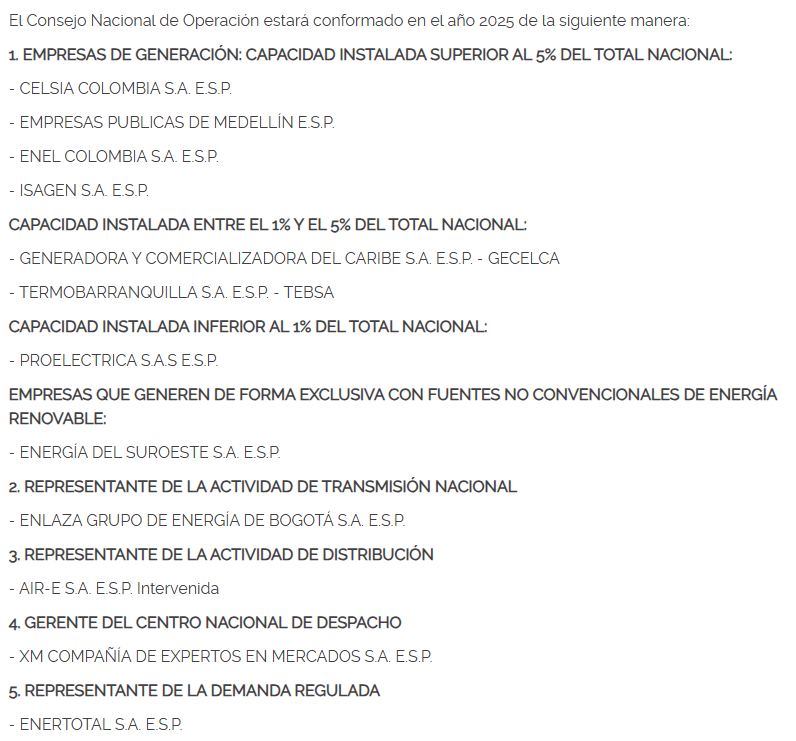 El Consejo Nacional de Operación estará conformado en el año 2025 de la siguiente manera:
1. EMPRESAS DE GENERACIÓN: CAPACIDAD INSTALADA SUPERIOR AL 5% DEL TOTAL NACIONAL:
- CELSIA COLOMBIA S.A. E.S.P.
- EMPRESAS PUBLICAS DE MEDELLÍN E.S.P.
- ENEL COLOMBIA S.A. E.S.P.
- ISAGEN S.A. E.S.P.
CAPACIDAD INSTALADA ENTRE EL 1% Y EL 5% DEL TOTAL NACIONAL:
- GENERADORA Y COMERCIALIZADORA DEL CARIBE S.A. E.S.P. - GECELCA
- TERMOBARRANQUILLA S.A. E.S.P. - TEBSA
CAPACIDAD INSTALADA INFERIOR AL 1% DEL TOTAL NACIONAL:
- PROELECTRICA S.A.S E.S.P.
EMPRESAS QUE GENEREN DE FORMA EXCLUSIVA CON FUENTES NO CONVENCIONALES DE ENERGÍA
RENOVABLE:
- ENERGÍA DEL SUROESTE S.A. E.S.P.
2. REPRESENTANTE DE LA ACTIVIDAD DE TRANSMISIÓN NACIONAL
- ENLAZA GRUPO DE ENERGÍA DE BOGOTÁ S.A. E.S.P.
3. REPRESENTANTE DE LA ACTIVIDAD DE DISTRIBUCIÓN
- AIR-E S.A. E.S.P. Intervenida
4. GERENTE DEL CENTRO NACIONAL DE DESPACHO
- XM COMPAÑÍA DE EXPERTOS EN MERCADOS S.A. E.S.P.
5. REPRESENTANTE DE LA DEMANDA REGULADA
- ENERTOTAL S.A. E.S.P.